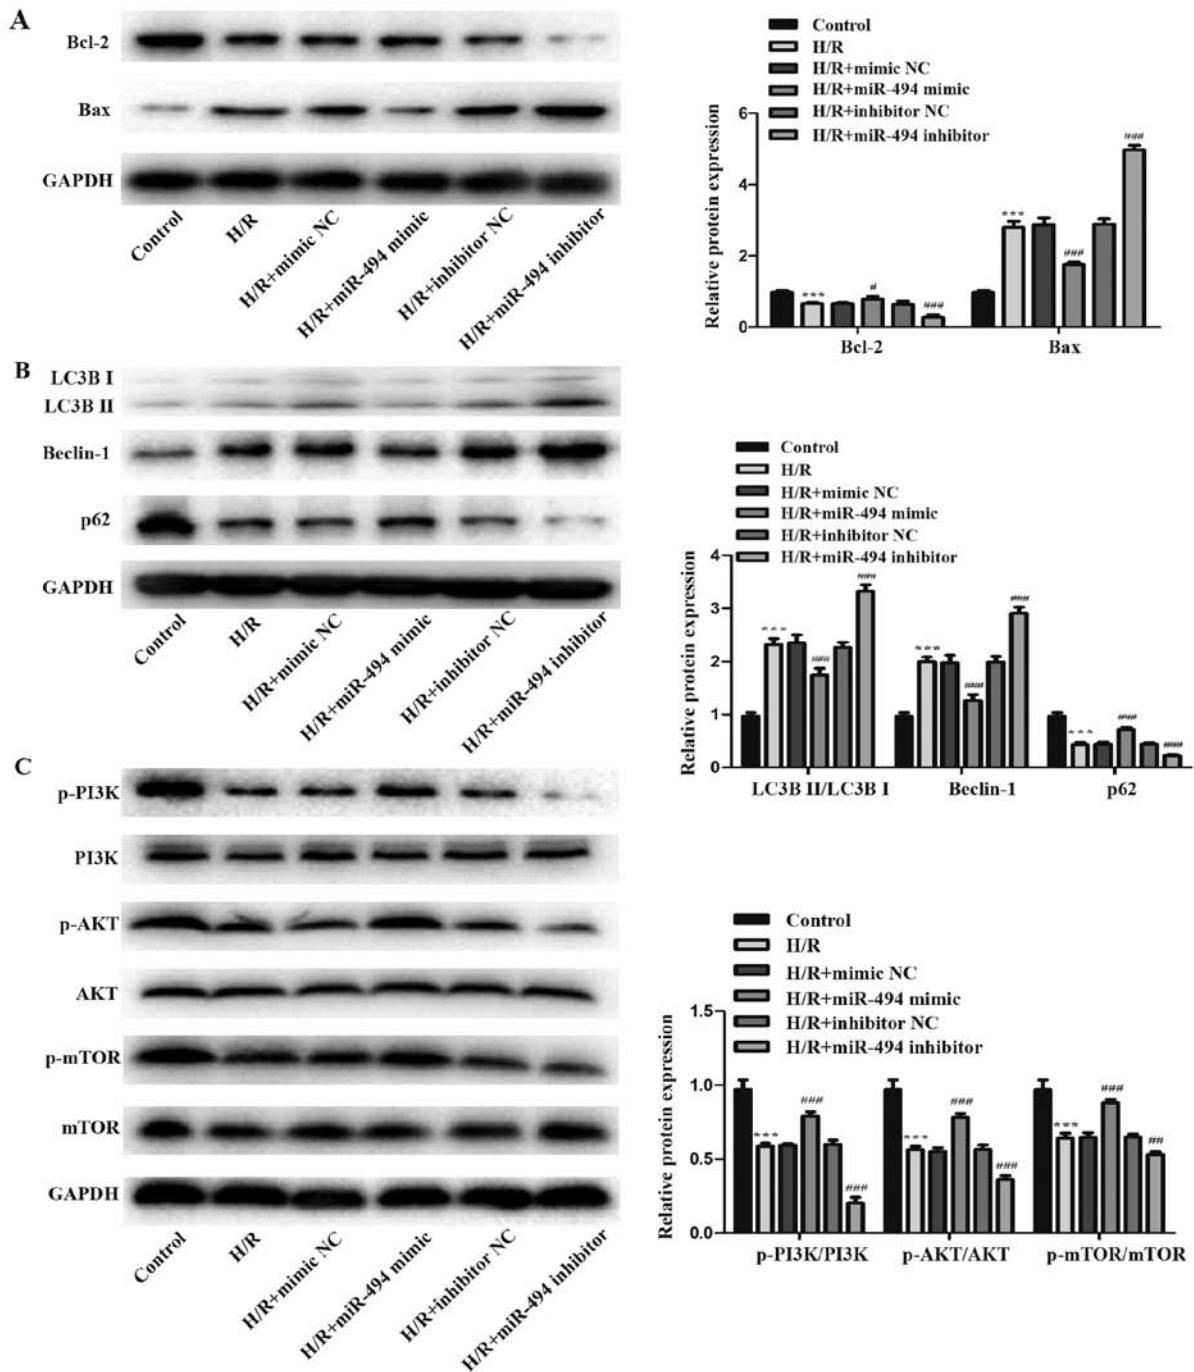 A
Bcl-2
Bax
GAPDH
Control
H/R
H/R+mimic NC
H/R+miR-494 mimic
H/R+inhibitor NC
H/R+miR-494 inhibitor
Control
H/R
H/R+mimic NC
H/R+miR-494 mimic
H/R+inhibitor NC
H/R+miR-494 inhibitor
Relative protein expression
6
4
2
0
***
#
###
***
###
###
Bcl-2
Bax
B
LC3B I
LC3B II
Beclin-1
p62
GAPDH
Control
H/R
H/R+mimic NC
H/R+miR-494 mimic
H/R+inhibitor NC
H/R+miR-494 inhibitor
Control
H/R
H/R+mimic NC
H/R+miR-494 mimic
H/R+inhibitor NC
H/R+miR-494 inhibitor
Relative protein expression
4
3
2
1
0
***
###
###
***
###
###
***
###
###
LC3B II/LC3B I
Beclin-1
p62
C
p-PI3K
PI3K
p-AKT
AKT
p-mTOR
mTOR
GAPDH
Control
H/R
H/R+mimic NC
H/R+miR-494 mimic
H/R+inhibitor NC
H/R+miR-494 inhibitor
Control
H/R
H/R+mimic NC
H/R+miR-494 mimic
H/R+inhibitor NC
H/R+miR-494 inhibitor
Relative protein expression
1.5
1.0
0.5
0.0
***
###
###
***
###
###
***
###
##
p-PI3K/PI3K
p-AKT/AKT
p-mTOR/mTOR